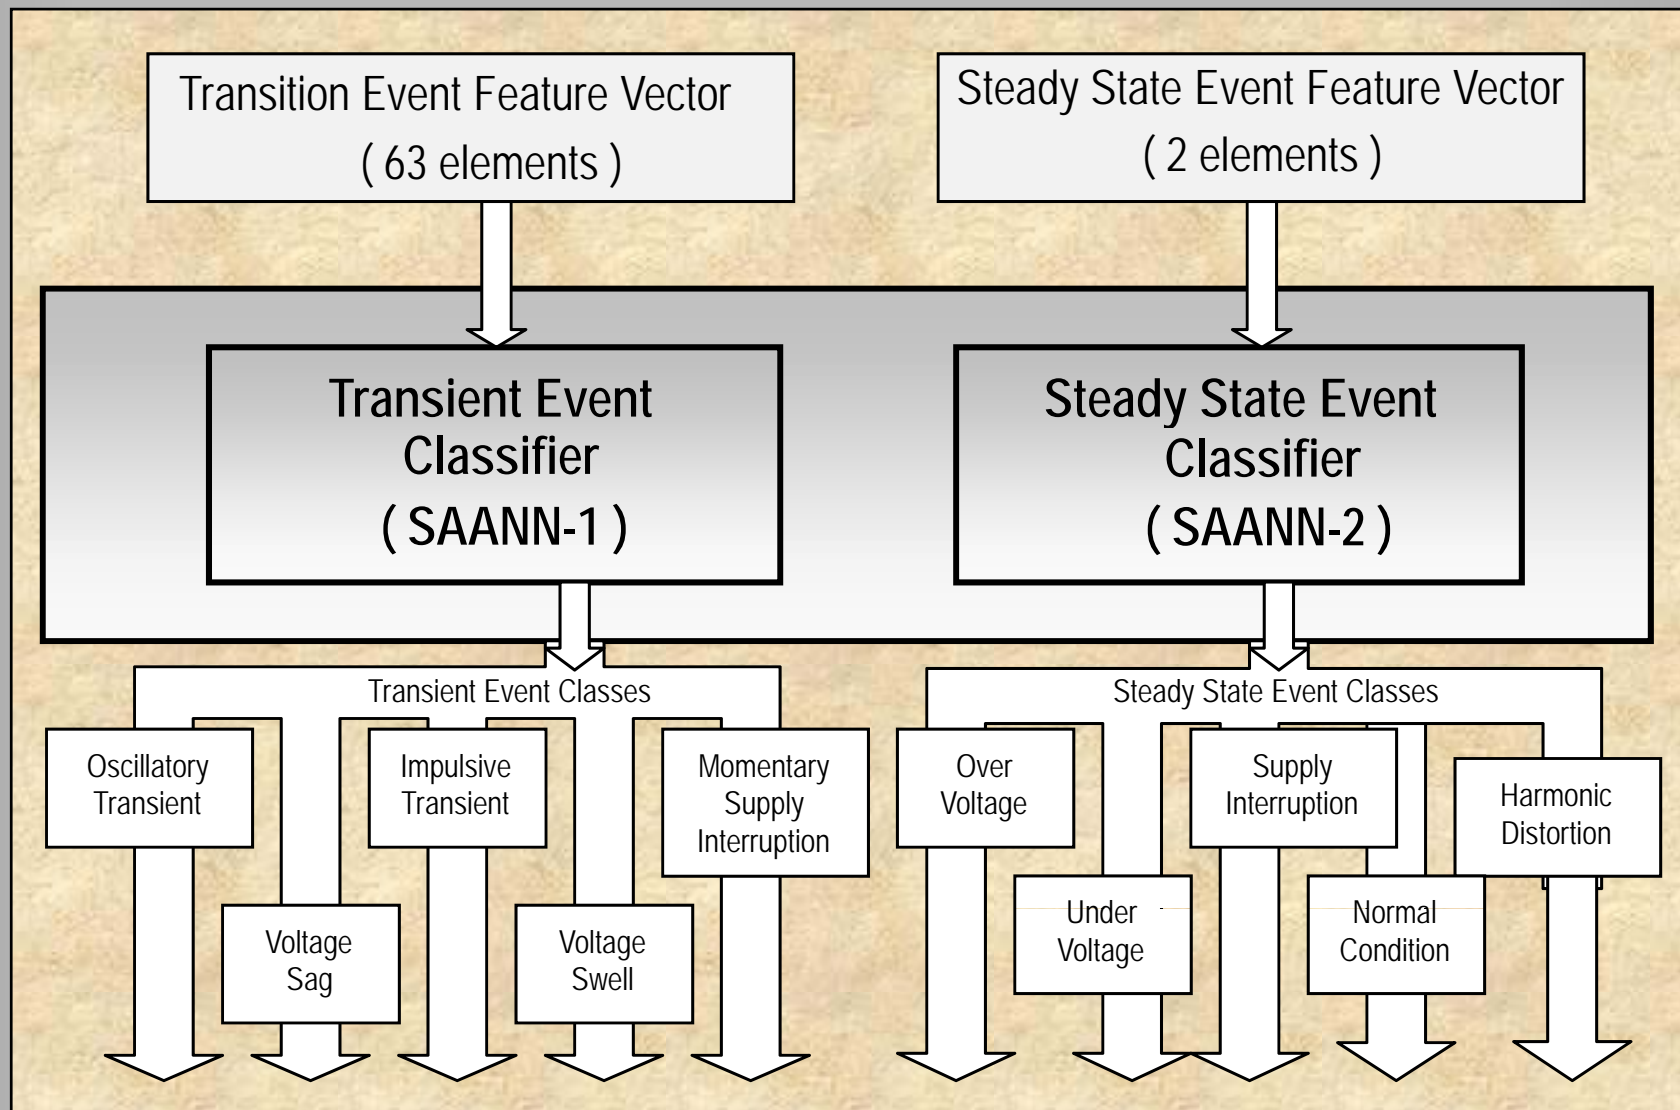 Transition Event Feature Vector
( 63 elements )
Steady State Event Feature Vector
( 2 elements )
Transient Event
Classifier
( SAANN-1 )
Steady State Event
Classifier
( SAANN-2 )
Transient Event Classes
Oscillatory
Transient
Impulsive
Transient
Momentary
Supply
Interruption
Voltage
Sag
Voltage
Swell
Steady State Event Classes
Over
Voltage
Supply
Interruption
Harmonic
Distortion
Under
Voltage
Normal
Condition